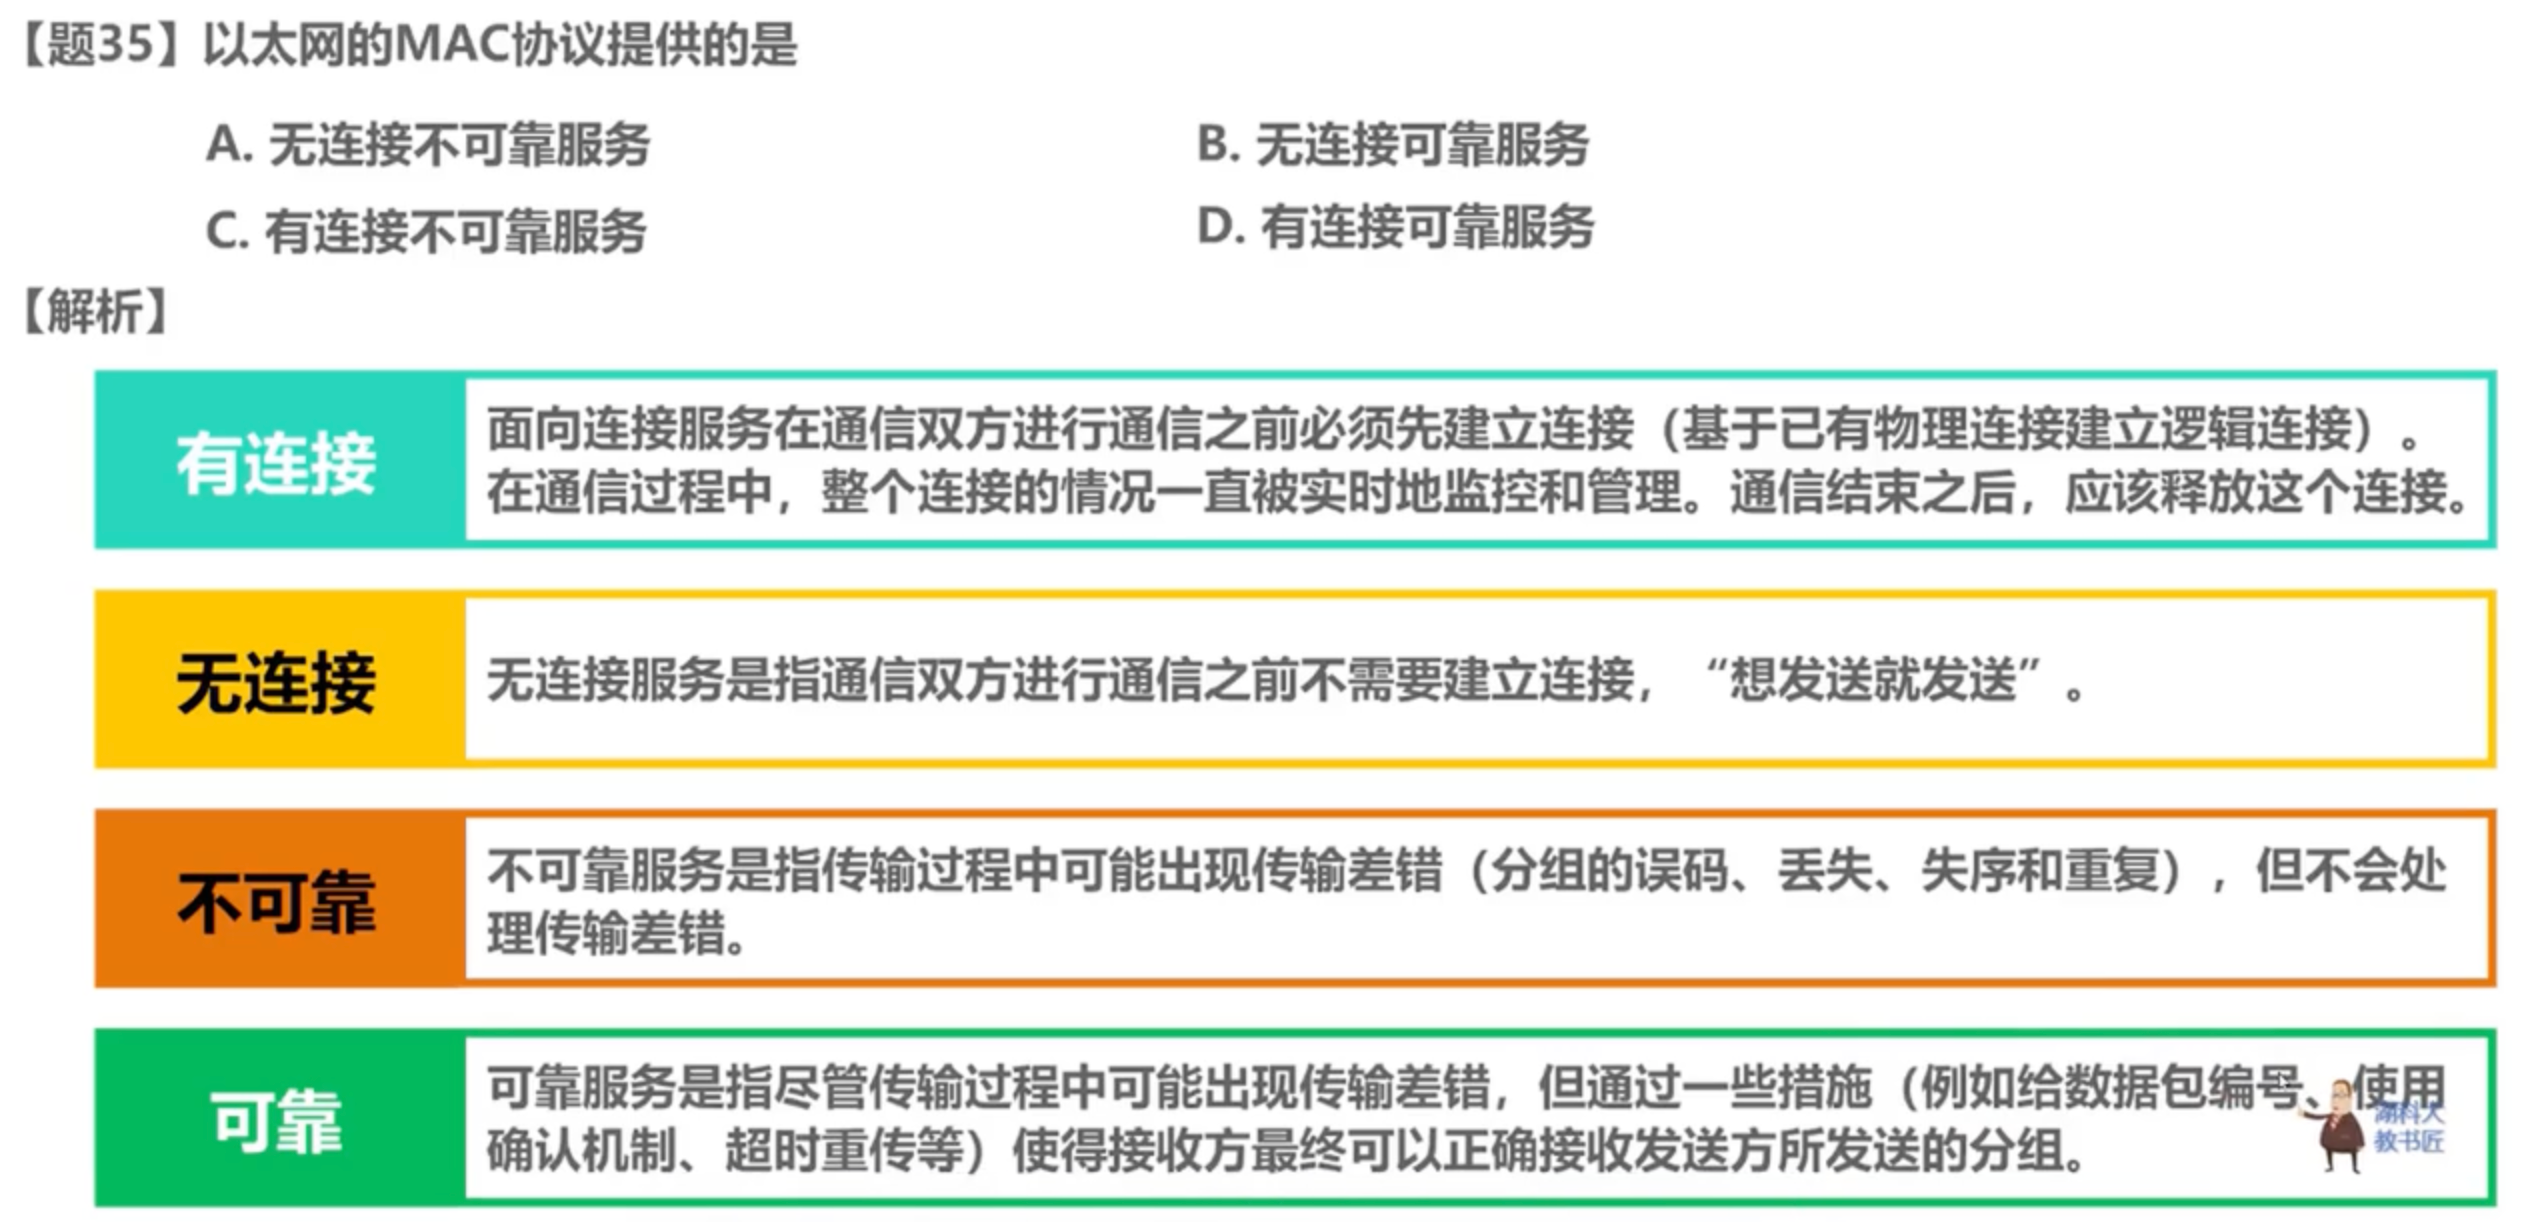 【题35】以太网的MAC协议提供的是
A. 无连接不可靠服务
B. 无连接可靠服务
C. 有连接不可靠服务
D. 有连接可靠服务
【解析】
有连接
面向连接服务在通信双方进行通信之前必须先建立连接（基于已有物理连接建立逻辑连接）。
在通信过程中，整个连接的情况一直被实时地监控和管理。通信结束之后，应该释放这个连接。
无连接
无连接服务是指通信双方进行通信之前不需要建立连接，“想发送就发送”。
不可靠
不可靠服务是指传输过程中可能出现传输差错（分组的误码、丢失、失序和重复），但不会处
理传输差错。
可靠
可靠服务是指尽管传输过程中可能出现传输差错，但通过一些措施（例如给数据包编号、使用
确认机制、超时重传等）使得接收方最终可以正确接收发送方所发送的分组。
湖科大
教书匠